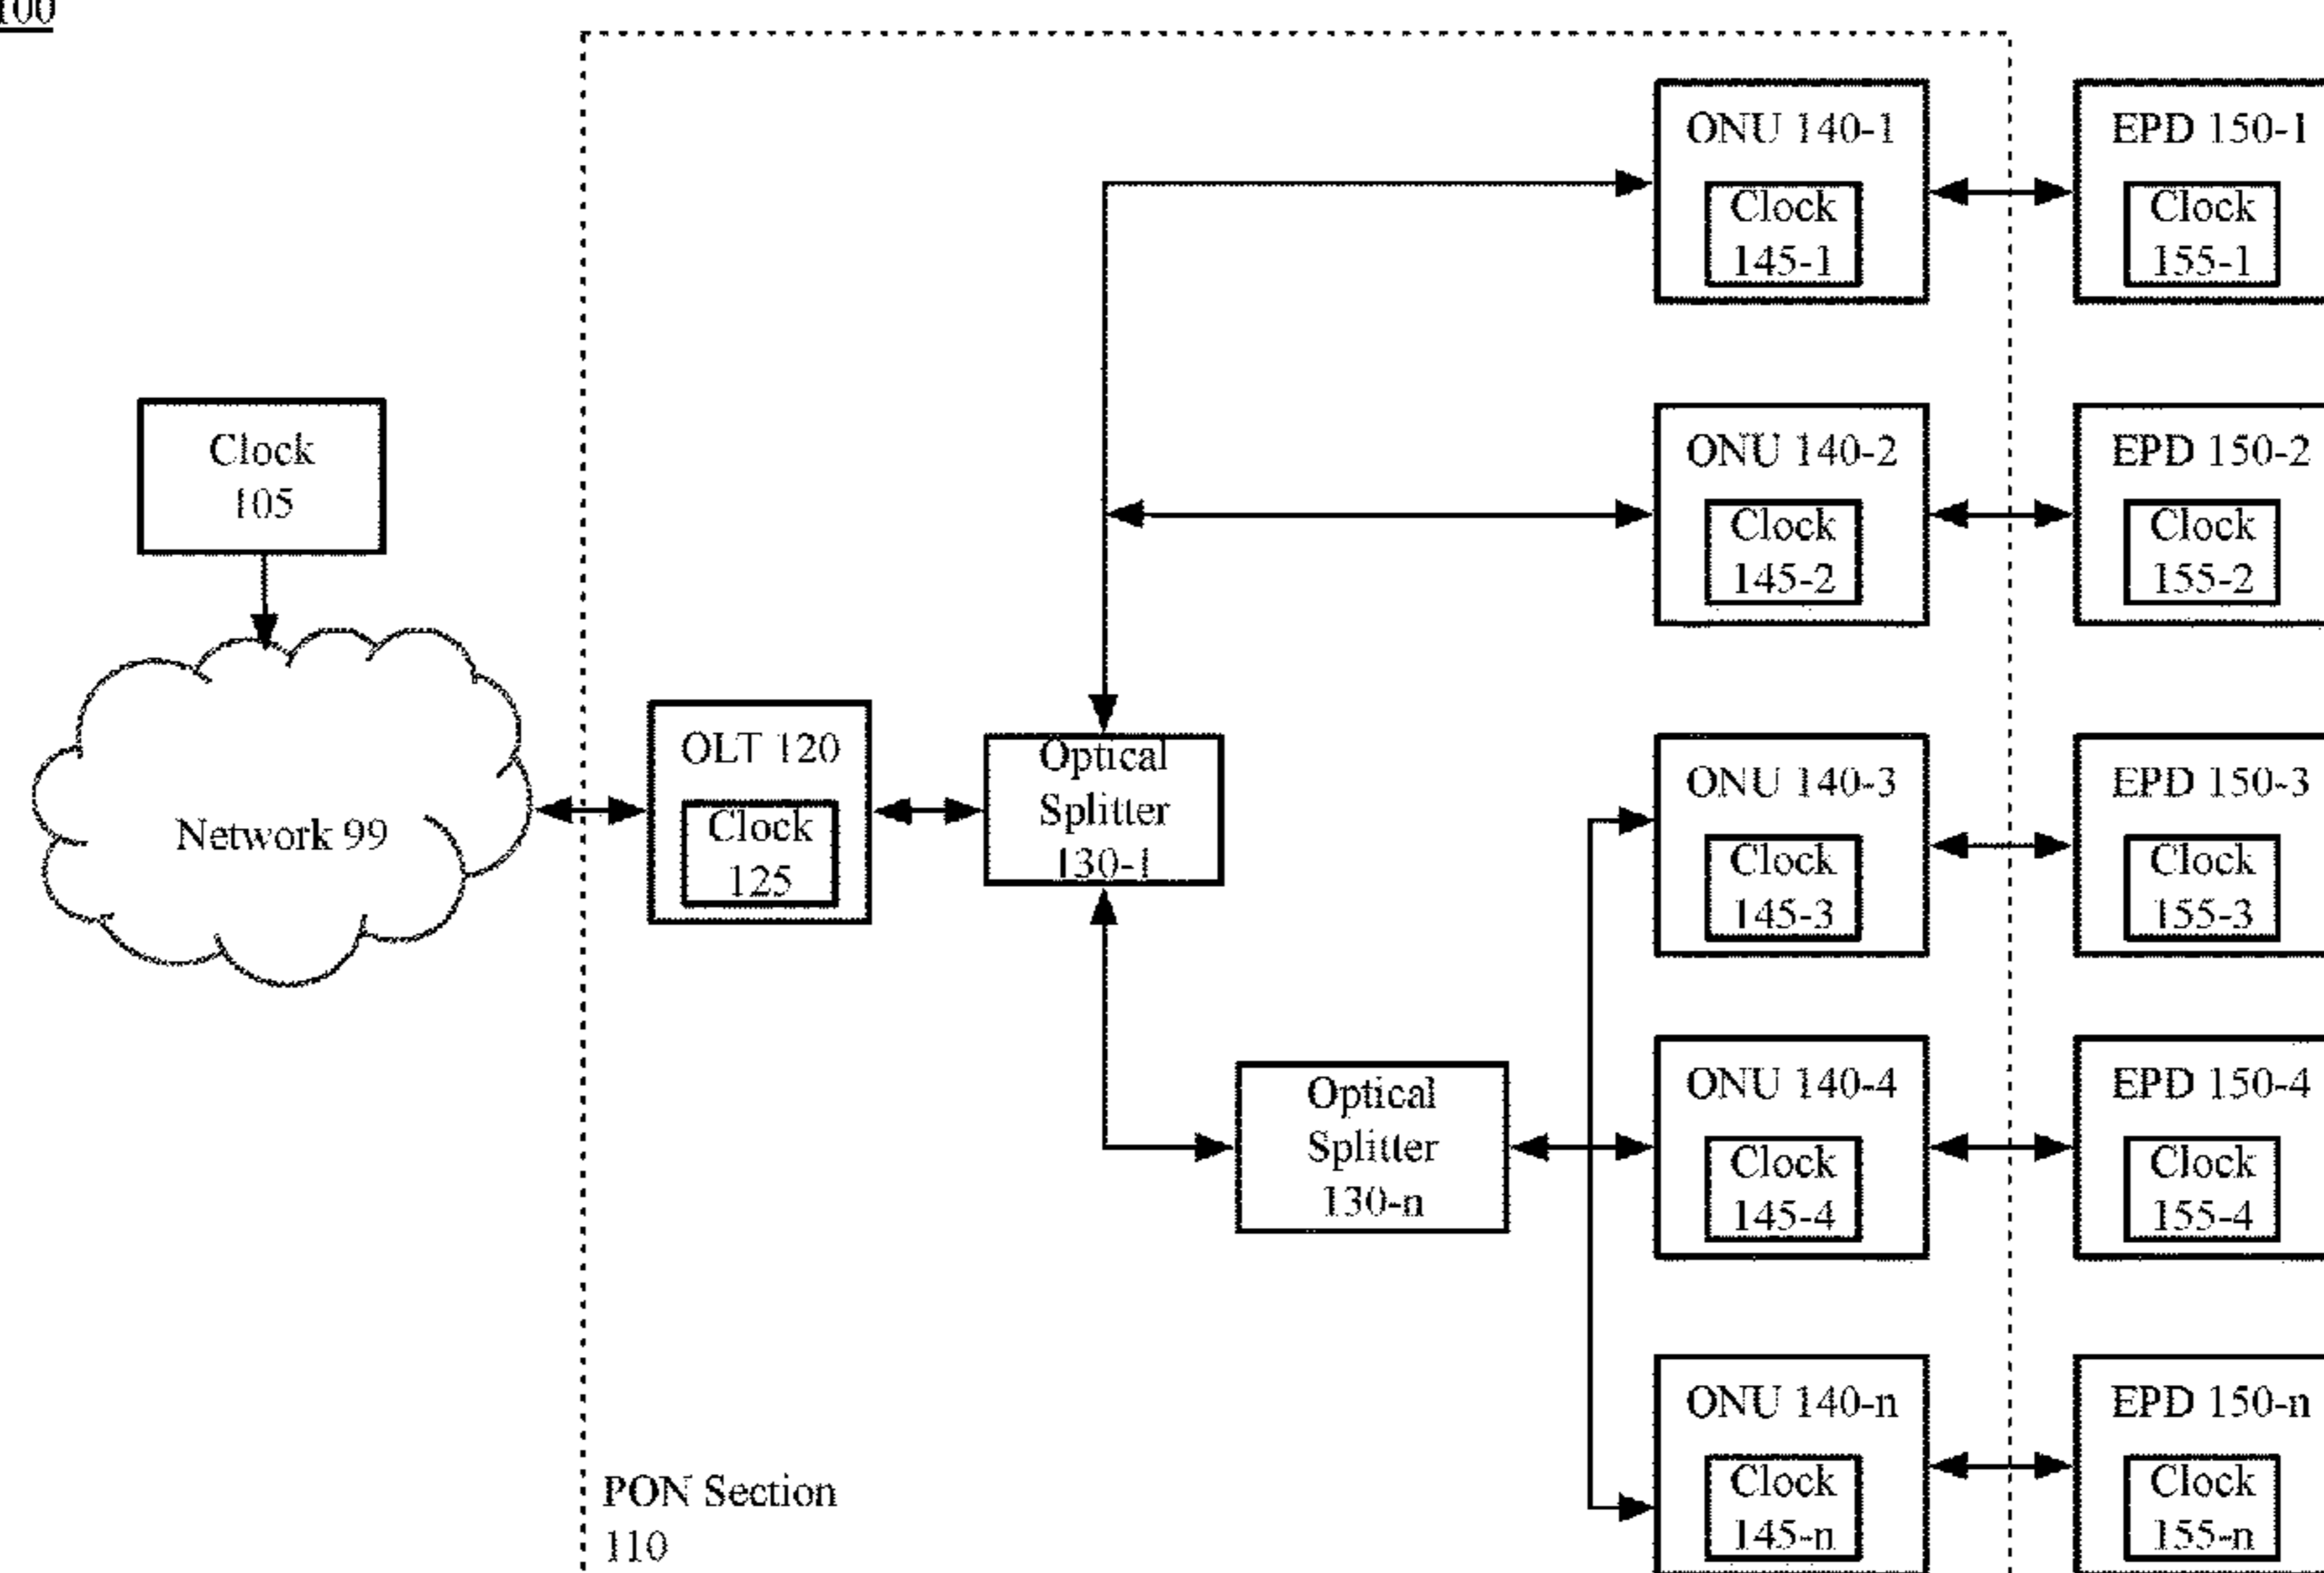 100
ONU 140-1
Clock
145-1
EPD 150-1
Clock
155-1
Clock
105
ONU 140-2
Clock
145-2
EPD 150-2
Clock
155-2
Network 99
OLT 120
Clock
125
Optical
Splitter
130-1
ONU 140-3
Clock
145-3
EPD 150-3
Clock
155-3
Optical
Splitter
130-n
ONU 140-4
Clock
145-4
EPD 150-4
Clock
155-4
ONU 140-n
Clock
145-n
EPD 150-n
Clock
155-n
PON Section
110